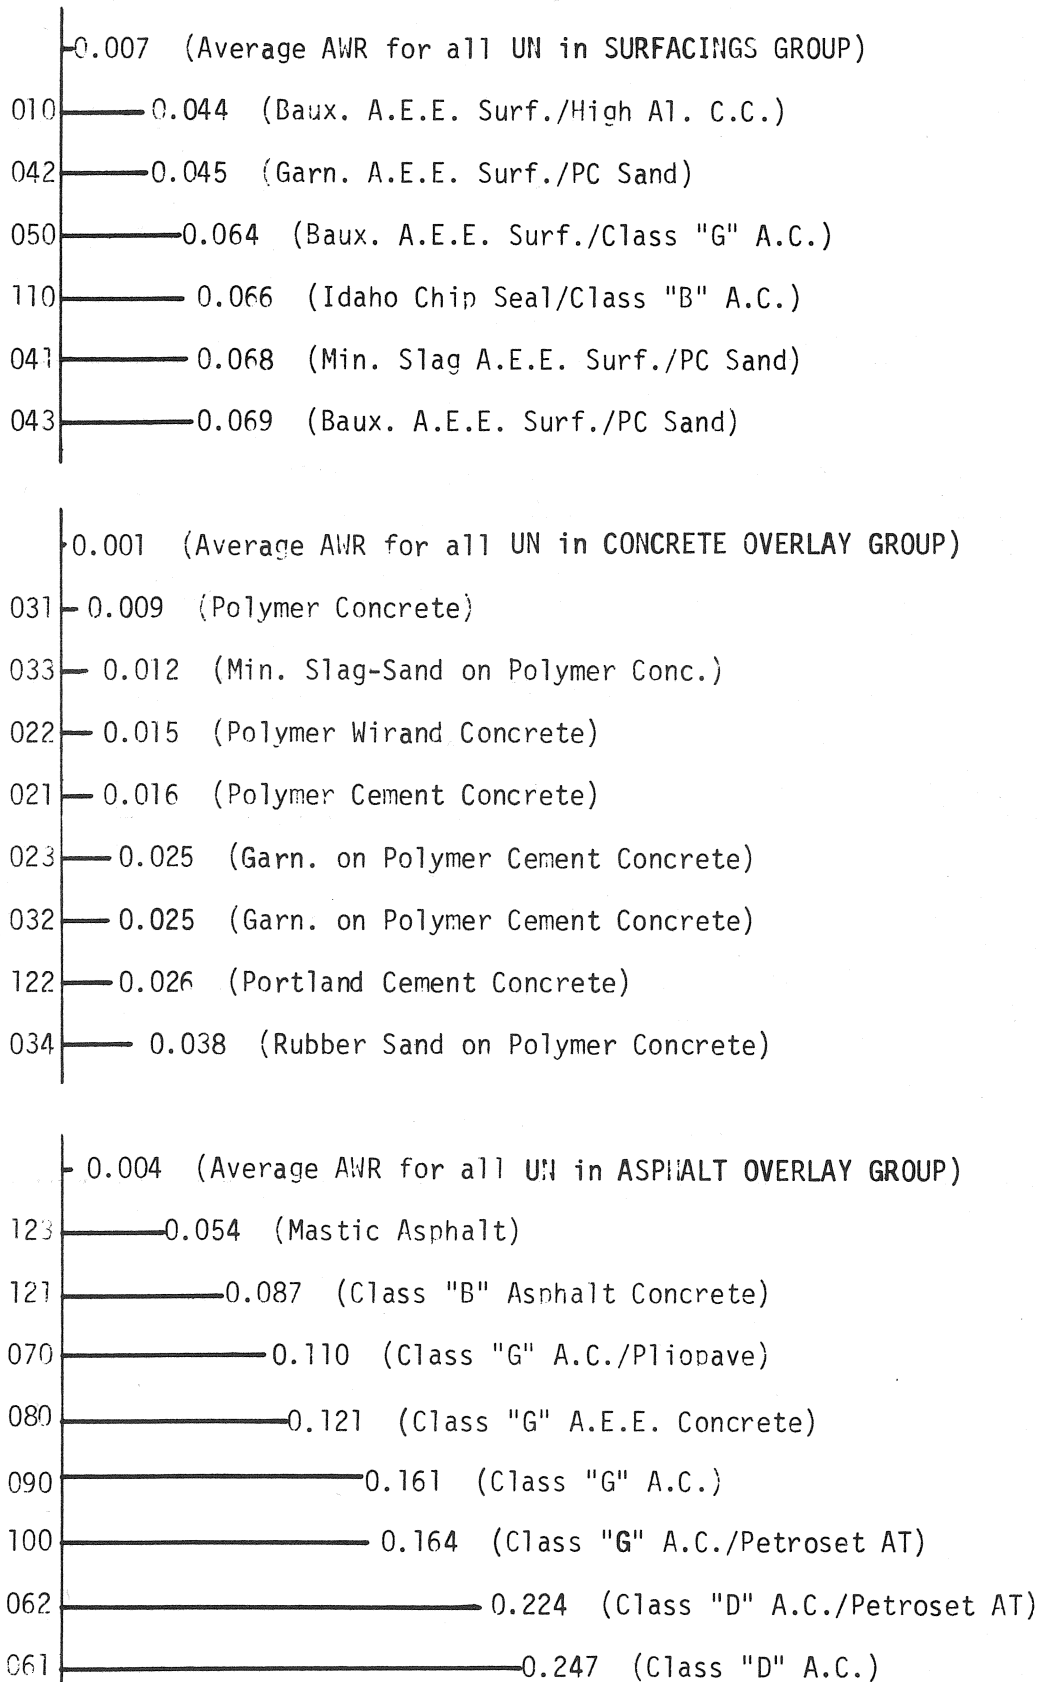 0.007 (Average AWR for all UN in SURFACINGS GROUP)
010 0.044 (Baux. A.E.E. Surf./High Al. C.C.)
042 0.045 (Garn. A.E.E. Surf./PC Sand)
050 0.064 (Baux. A.E.E. Surf./Class "G" A.C.)
110 0.066 (Idaho Chip Seal/Class "B" A.C.)
041 0.068 (Min. Slag A.E.E. Surf./PC Sand)
043 0.069 (Baux. A.E.E. Surf./PC Sand)
0.001 (Average AWR for all UN in CONCRETE OVERLAY GROUP)
031 0.009 (Polymer Concrete)
033 0.012 (Min. Slag-Sand on Polymer Conc.)
022 0.015 (Polymer Wirand Concrete)
021 0.016 (Polymer Cement Concrete)
023 0.025 (Garn. on Polymer Cement Concrete)
032 0.025 (Garn. on Polymer Cement Concrete)
122 0.026 (Portland Cement Concrete)
034 0.038 (Rubber Sand on Polymer Concrete)
0.004 (Average AWR for all UN in ASPHALT OVERLAY GROUP)
123 0.054 (Mastic Asphalt)
121 0.087 (Class "B" Asphalt Concrete)
070 0.110 (Class "G" A.C./Pliopave)
080 0.121 (Class "G" A.E.E. Concrete)
090 0.161 (Class "G" A.C.)
100 0.164 (Class "G" A.C./Petroset AT)
062 0.224 (Class "D" A.C./Petroset AT)
061 0.247 (Class "D" A.C.)